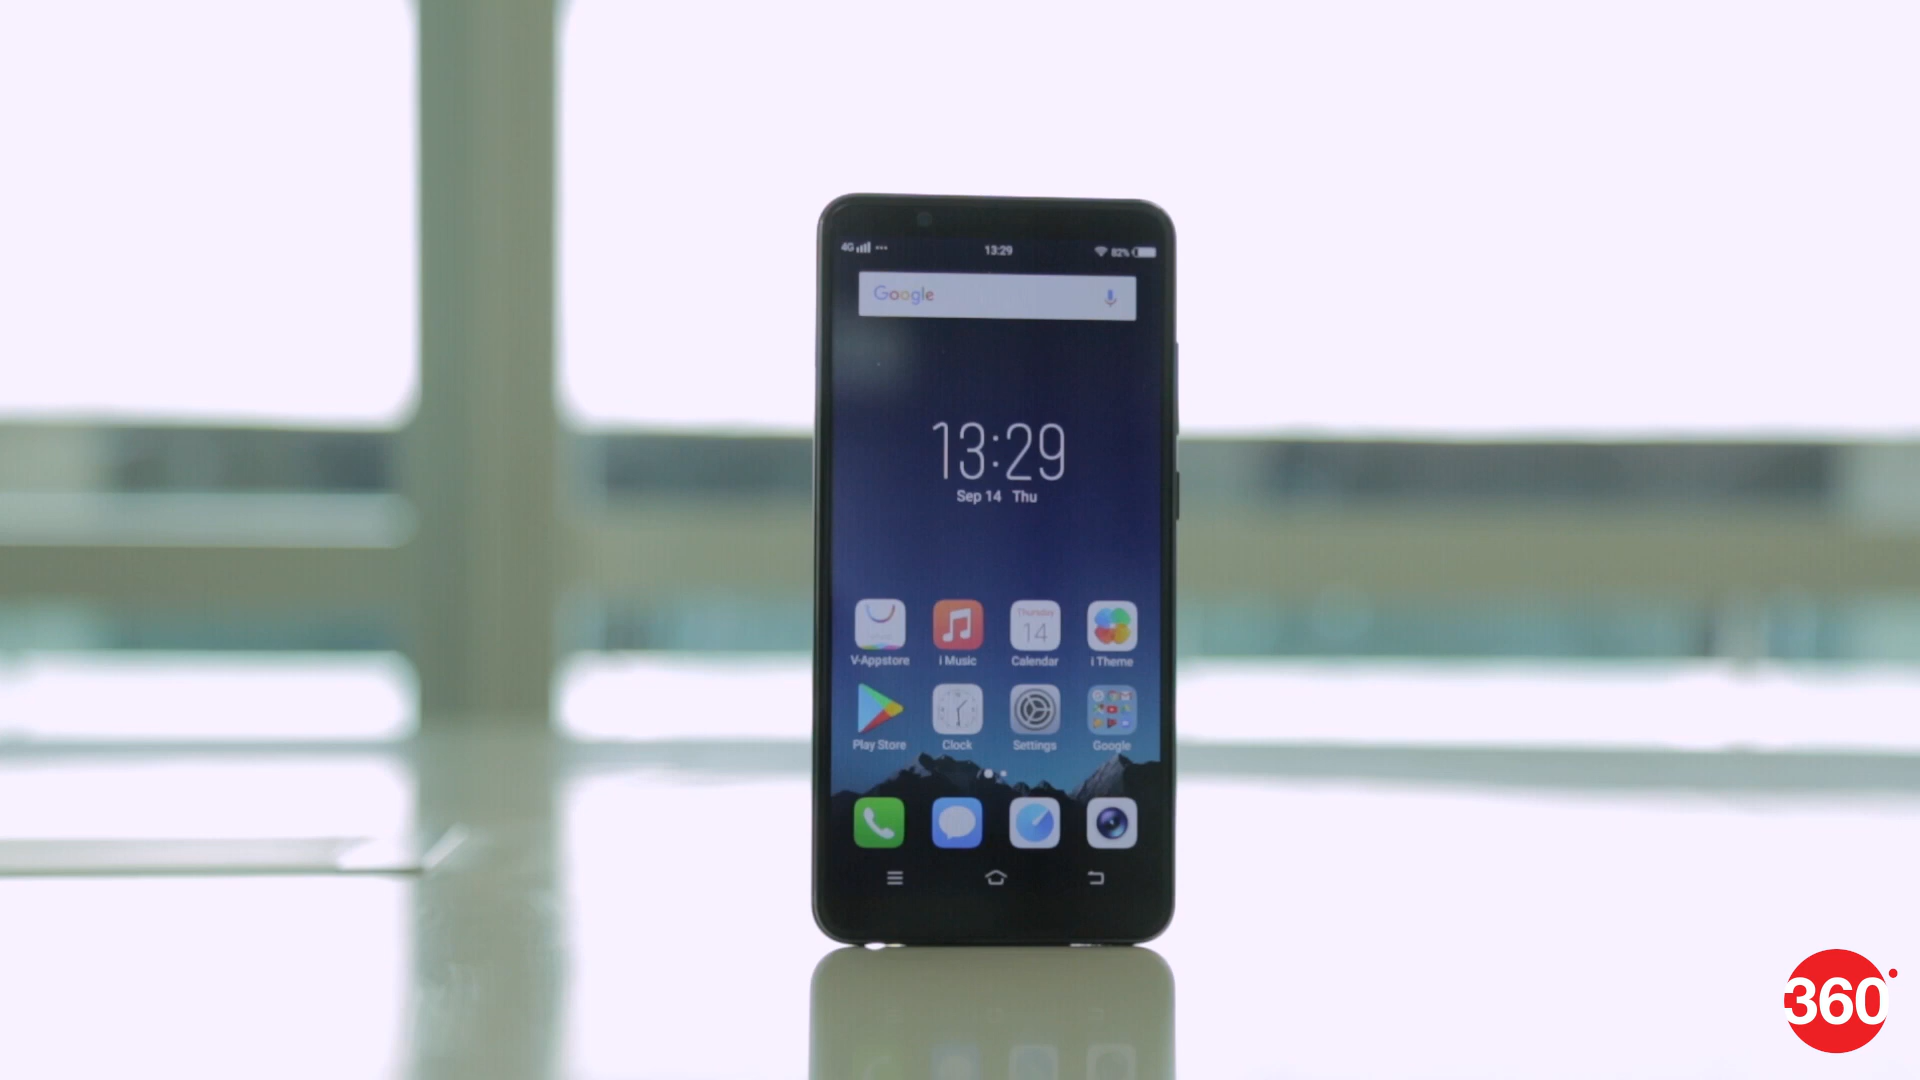 4G 13:29 82%
Google
13:29
Sep 14 Thu
Thursday
14
V-Appstore i Music Calendar i Theme
Play Store Clock Settings Google
360°